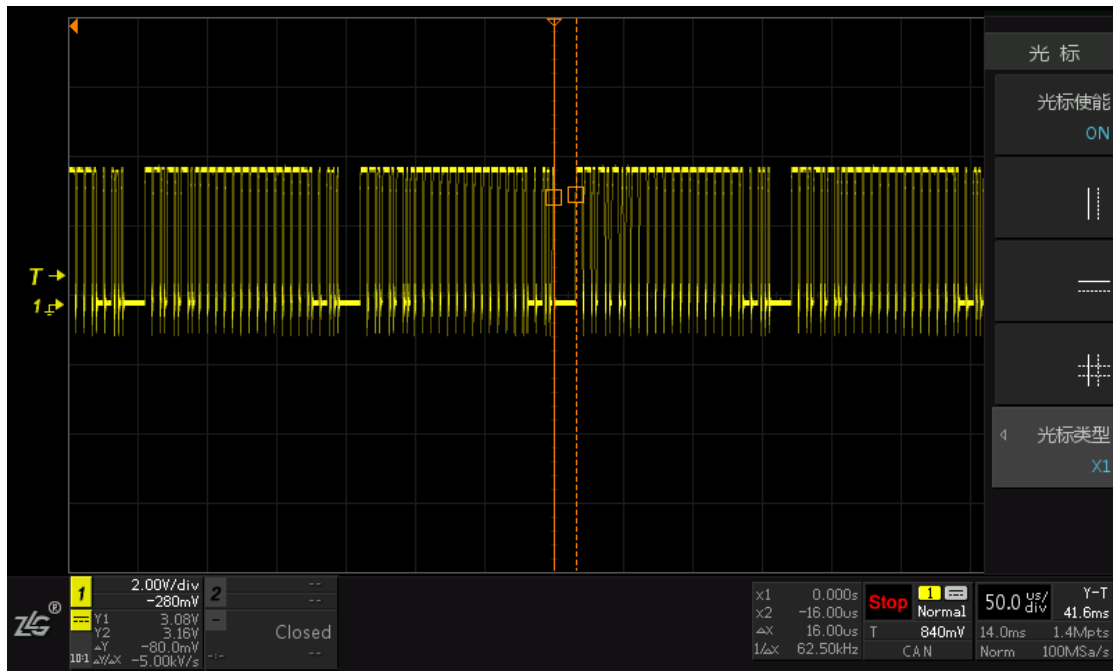 光 标
光标使能
ON
T
1
光标类型
X1
ZLG®
1
2.00V/div
-280mV
Y1 3.08V
Y2 3.16V
△Y -80.0mV
10:1 △Y/△X -5.00kV/s
2
--
--
-
--
Closed
-:-
--
x1 0.000s
x2 -16.00us
△X 16.00us
1/△X 62.50kHz
Stop
1
Normal
T 840mV
CAN
50.0 us/div
Y-T
41.6ms
14.0ms 1.4Mpts
Norm 100MSa/s